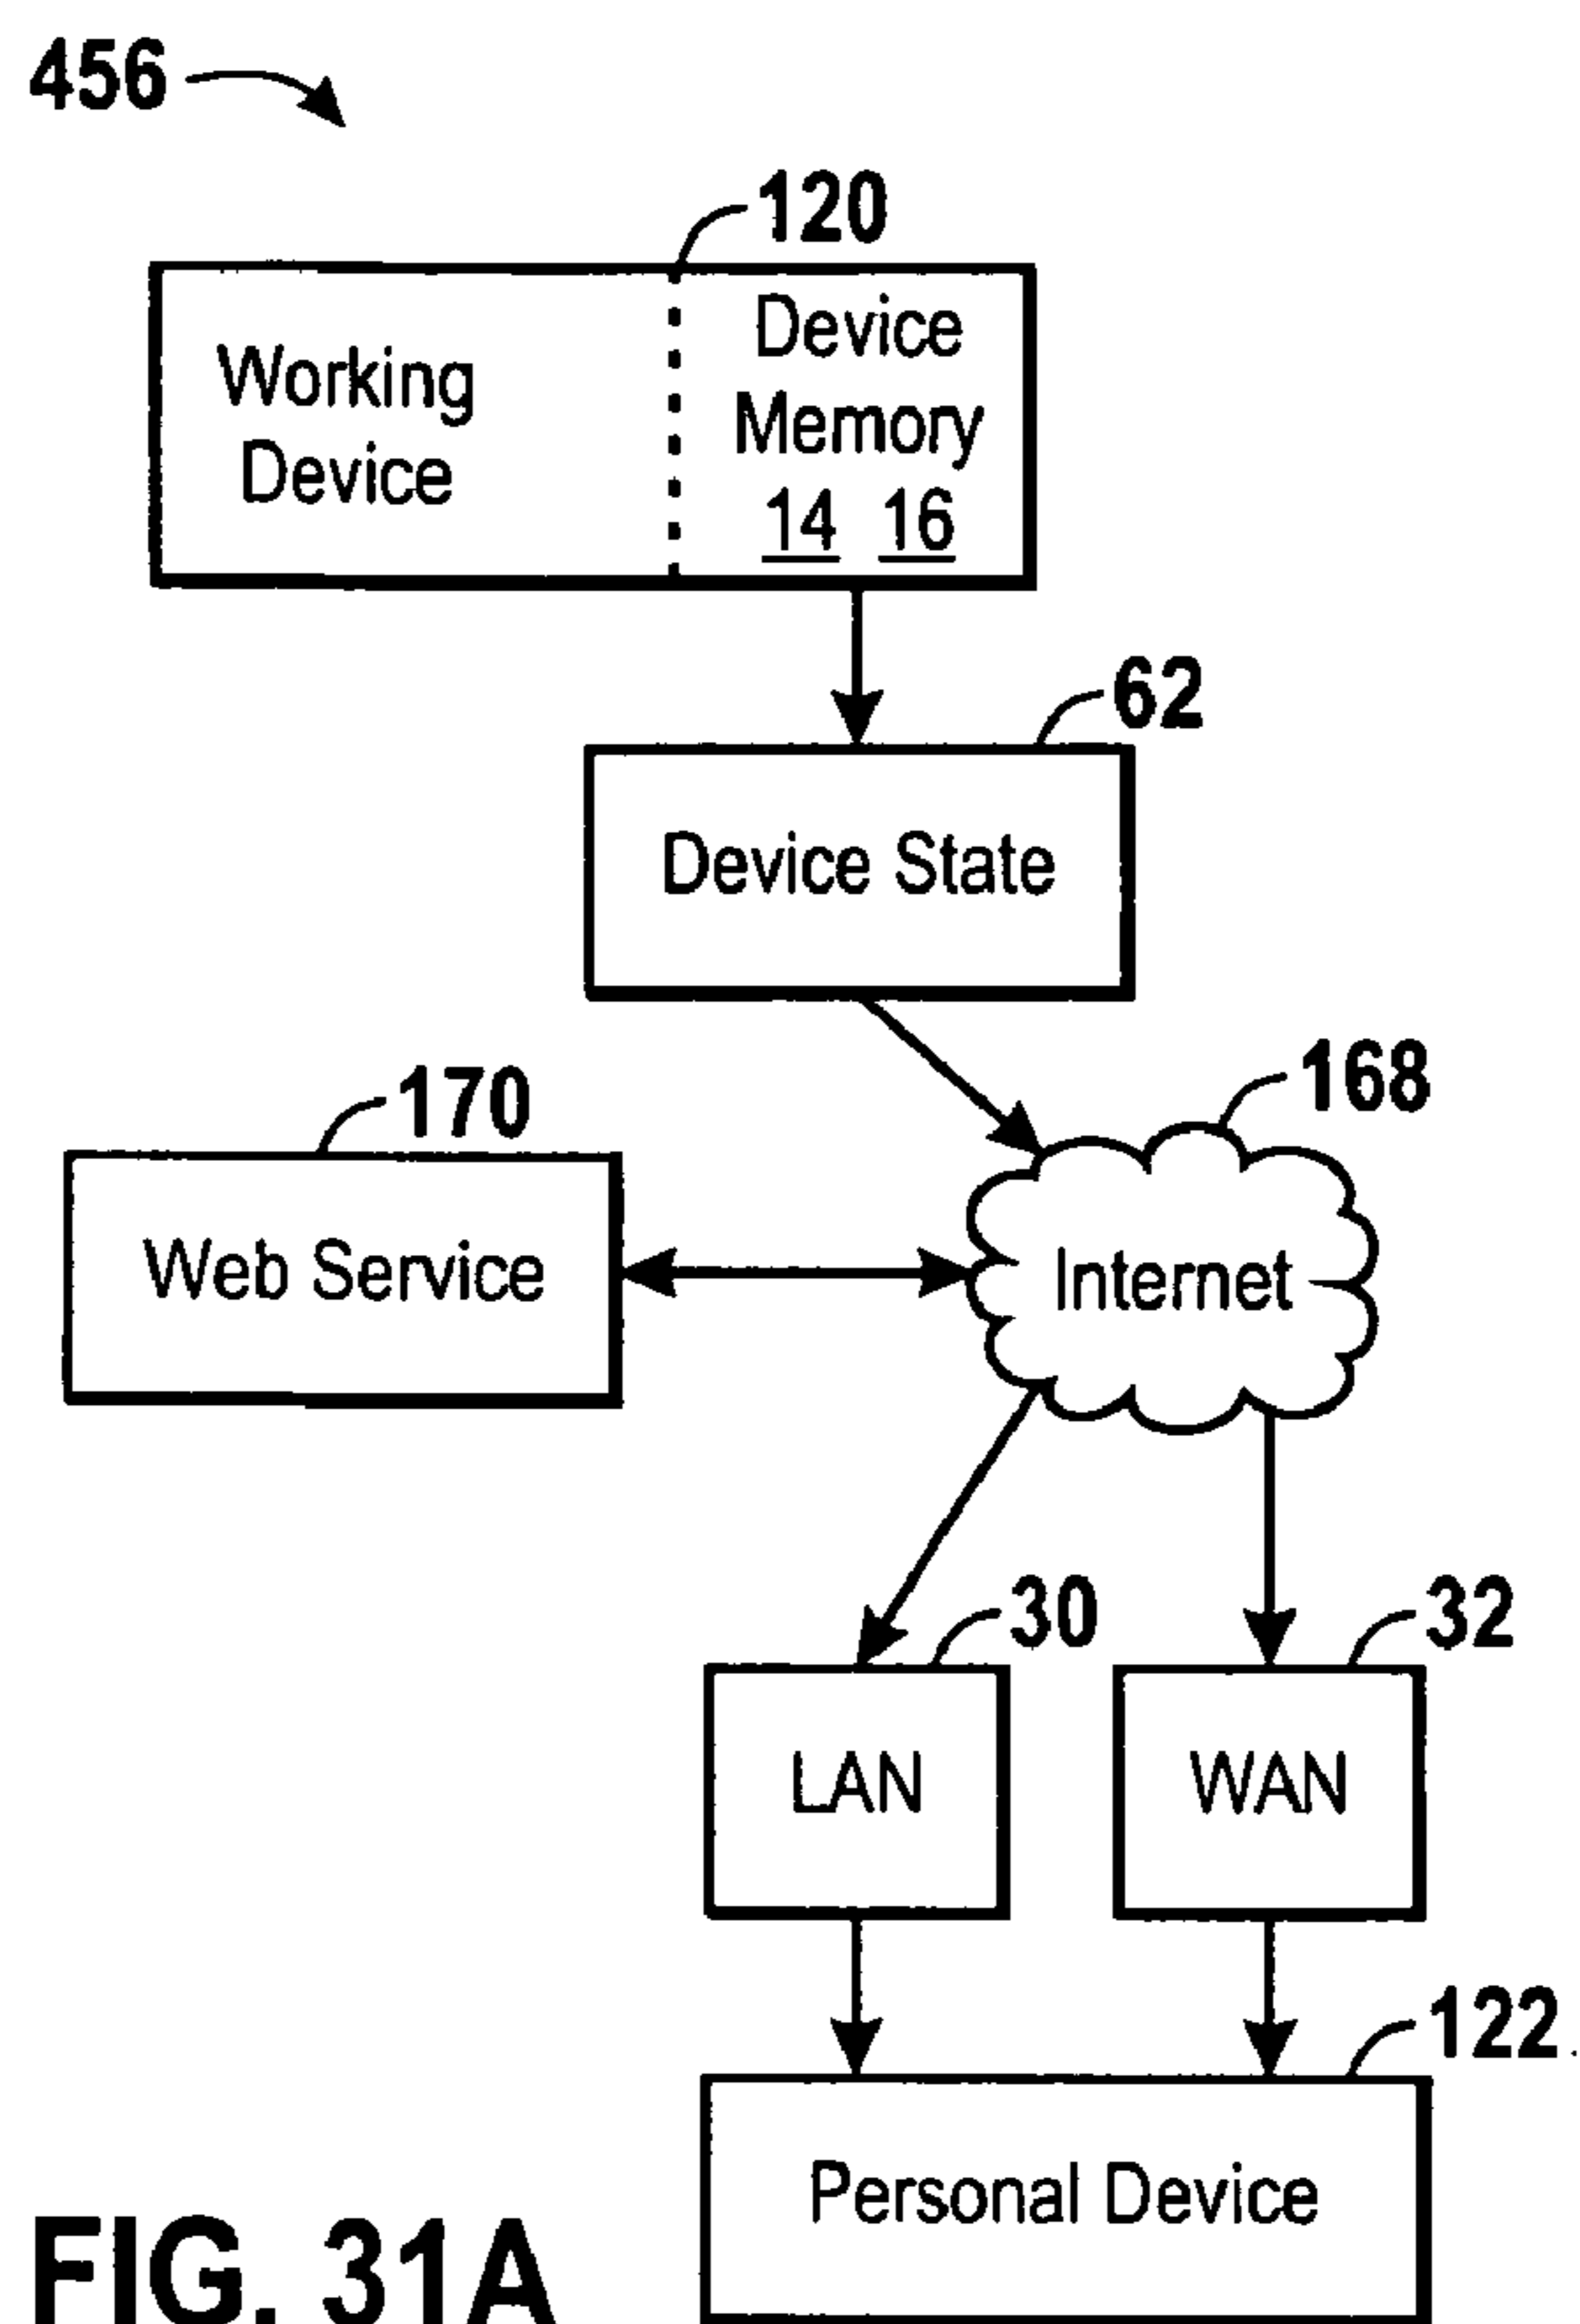 456
120
Working
Device
Device
Memory
14 16
62
Device State
168
170
Web Service
Internet
30
32
LAN
WAN
122
Personal Device
FIG. 31A